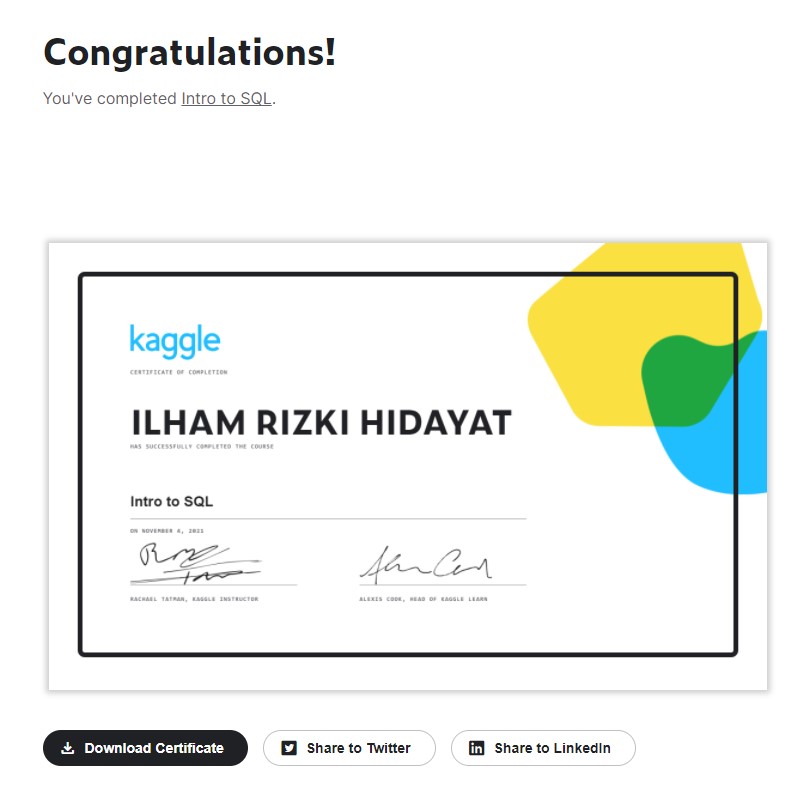 Congratulations!
You've completed Intro to SQL.
kaggle
CERTIFICATE OF COMPLETION
ILHAM RIZKI HIDAYAT
HAS SUCCESSFULLY COMPLETED THE COURSE
Intro to SQL
ON NOVEMBER
RACHAEL TATMAN, KAGGLE INSTRUCTOR
ALEXIS COOK, HEAD OF KAGGLE LEARN
Download Certificate
Share to Twitter
Share to LinkedIn